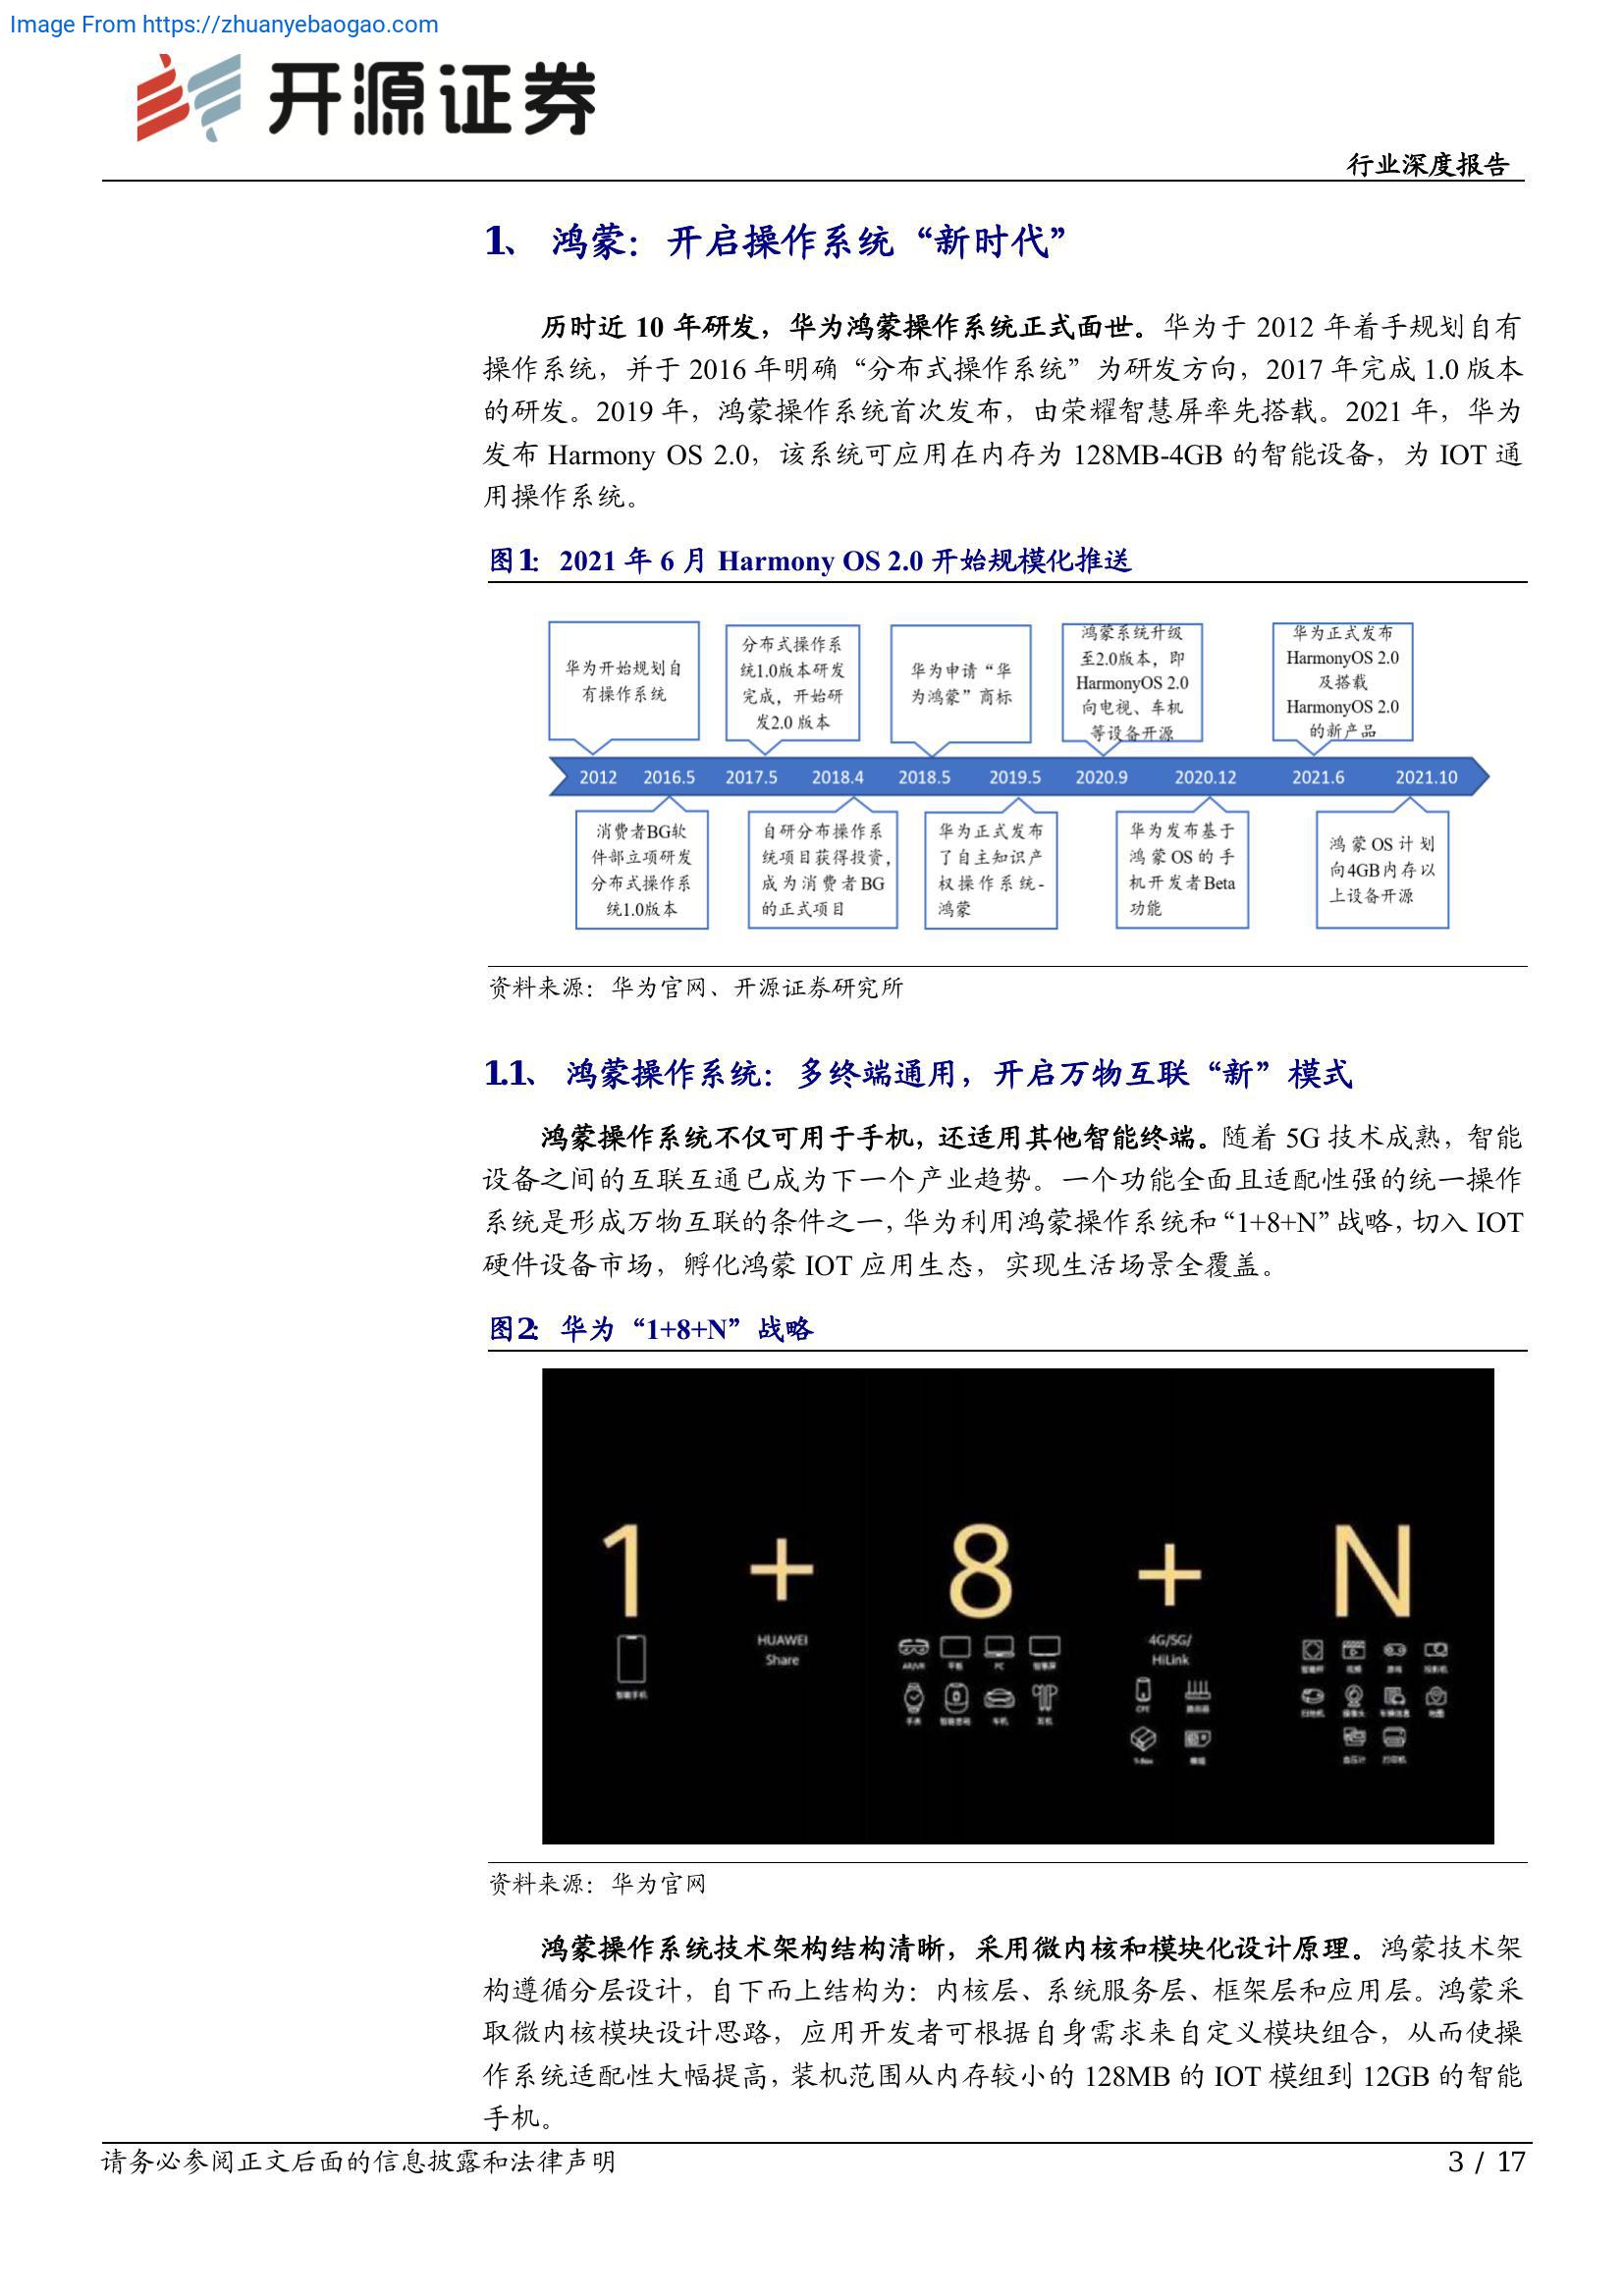 Image From https://zhuanyebaogao.com
开源证券
行业深度报告
1、 鸿蒙：开启操作系统“新时代”
历时近 10 年研发，华为鸿蒙操作系统正式面世。华为于 2012 年着手规划自有
操作系统，并于 2016 年明确“分布式操作系统”为研发方向，2017 年完成 1.0 版本
的研发。2019 年，鸿蒙操作系统首次发布，由荣耀智慧屏率先搭载。2021 年，华为
发布 Harmony OS 2.0，该系统可应用在内存为 128MB-4GB 的智能设备，为 IOT 通
用操作系统。
图1： 2021 年 6 月 Harmony OS 2.0 开始规模化推送
华为开始规划自
有操作系统
分布式操作系
统1.0版本研发
完成，开始研
发2.0 版本
华为申请“华
为鸿蒙”商标
鸿蒙系统升级
至2.0版本，即
HarmonyOS 2.0
向电视、车机
等设备开源
华为正式发布
HarmonyOS 2.0
及搭载
HarmonyOS 2.0
的新产品
2012 2016.5 2017.5 2018.4 2018.5 2019.5 2020.9 2020.12 2021.6 2021.10
消费者BG软
件部立项研发
分布式操作系
统1.0版本
自研分布操作系
统项目获得投资，
成为消费者BG
的正式项目
华为正式发布
了自主知识产
权操作系统-
鸿蒙
华为发布基于
鸿蒙OS的手
机开发者Beta
功能
鸿蒙OS计划
向4GB内存以
上设备开源
资料来源：华为官网、开源证券研究所
1.1、 鸿蒙操作系统：多终端通用，开启万物互联“新”模式
鸿蒙操作系统不仅可用于手机，还适用其他智能终端。随着 5G 技术成熟，智能
设备之间的互联互通已成为下一个产业趋势。一个功能全面且适配性强的统一操作
系统是形成万物互联的条件之一，华为利用鸿蒙操作系统和“1+8+N”战略，切入 IOT
硬件设备市场，孵化鸿蒙 IOT 应用生态，实现生活场景全覆盖。
图2： 华为“1+8+N”战略
1 + 8 + N
智能手机
HUAWEI
Share
AR/VR 平板 PC 智慧屏
手表 智能音箱 车机 耳机
4G/5G/
HiLink
CPE 路由器
T-Box 模组
投影机
扫地机 摄像头 车辆信息 地图
血压计 打印机
资料来源：华为官网
鸿蒙操作系统技术架构结构清晰，采用微内核和模块化设计原理。鸿蒙技术架
构遵循分层设计，自下而上结构为：内核层、系统服务层、框架层和应用层。鸿蒙采
取微内核模块设计思路，应用开发者可根据自身需求来自定义模块组合，从而使操
作系统适配性大幅提高，装机范围从内存较小的 128MB 的 IOT 模组到 12GB 的智能
手机。
请务必参阅正文后面的信息披露和法律声明
3 / 17